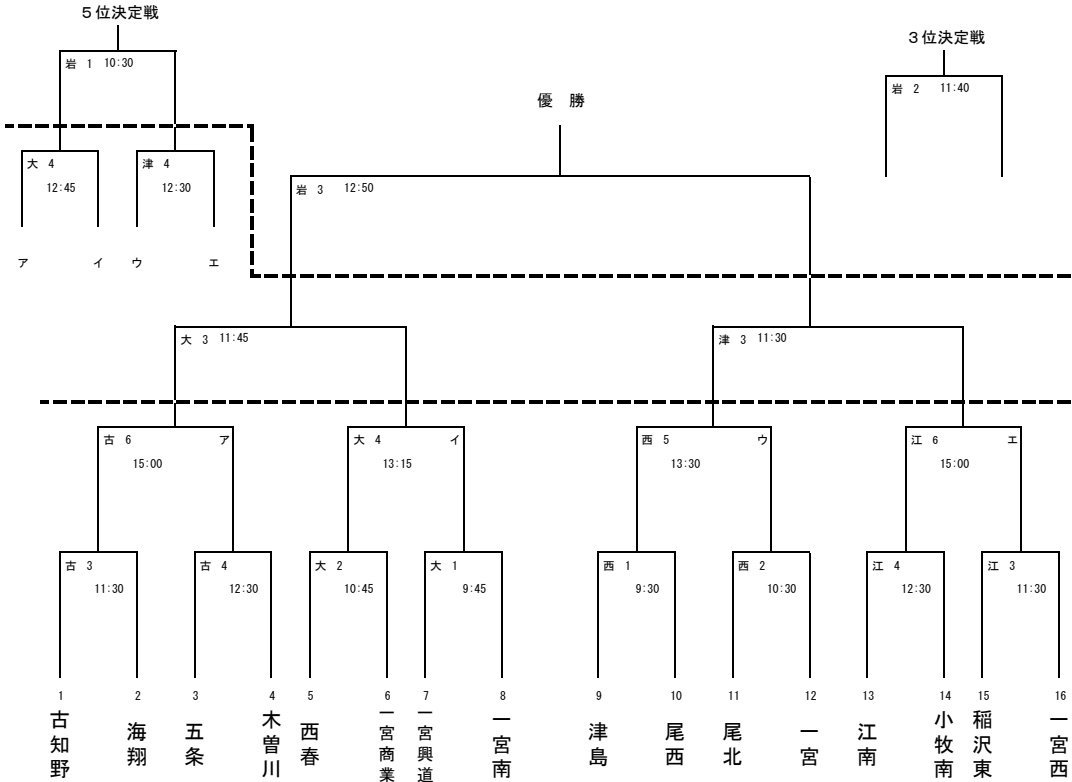 5位決定戦
3位決定戦
岩 1 10:30
岩 2 11:40
優 勝
大 4
12:45
津 4
12:30
岩 3 12:50
ア イ ウ エ
大 3 11:45
津 3 11:30
古 6 ア
15:00
大 4 イ
13:15
西 5 ウ
13:30
江 6 エ
15:00
古 3
11:30
古 4
12:30
大 2
10:45
大 1
9:45
西 1
9:30
西 2
10:30
江 4
12:30
江 3
11:30
1 2 3 4 5 6 7 8 9 10 11 12 13 14 15 16
古知野
海翔
五条
木曽川
西春
一宮商業
一宮興道
一宮南
津島
尾西
尾北
一宮
江南
小牧南
稲沢東
一宮西